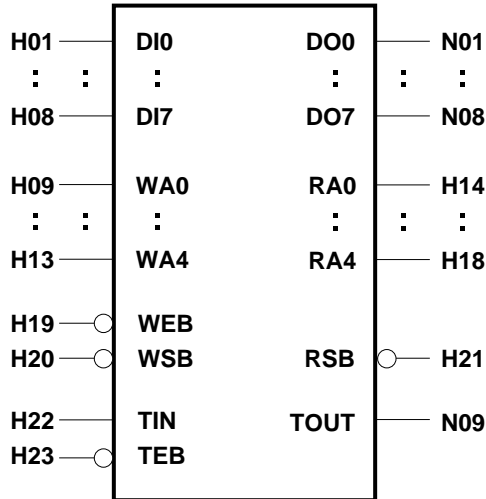 H01 DI0 DO0 N01
: : : : : :
H08 DI7 DO7 N08
H09 WA0 RA0 H14
: : : : : :
H13 WA4 RA4 H18
H19 WEB
H20 WSB RSB H21
H22 TIN TOUT N09
H23 TEB